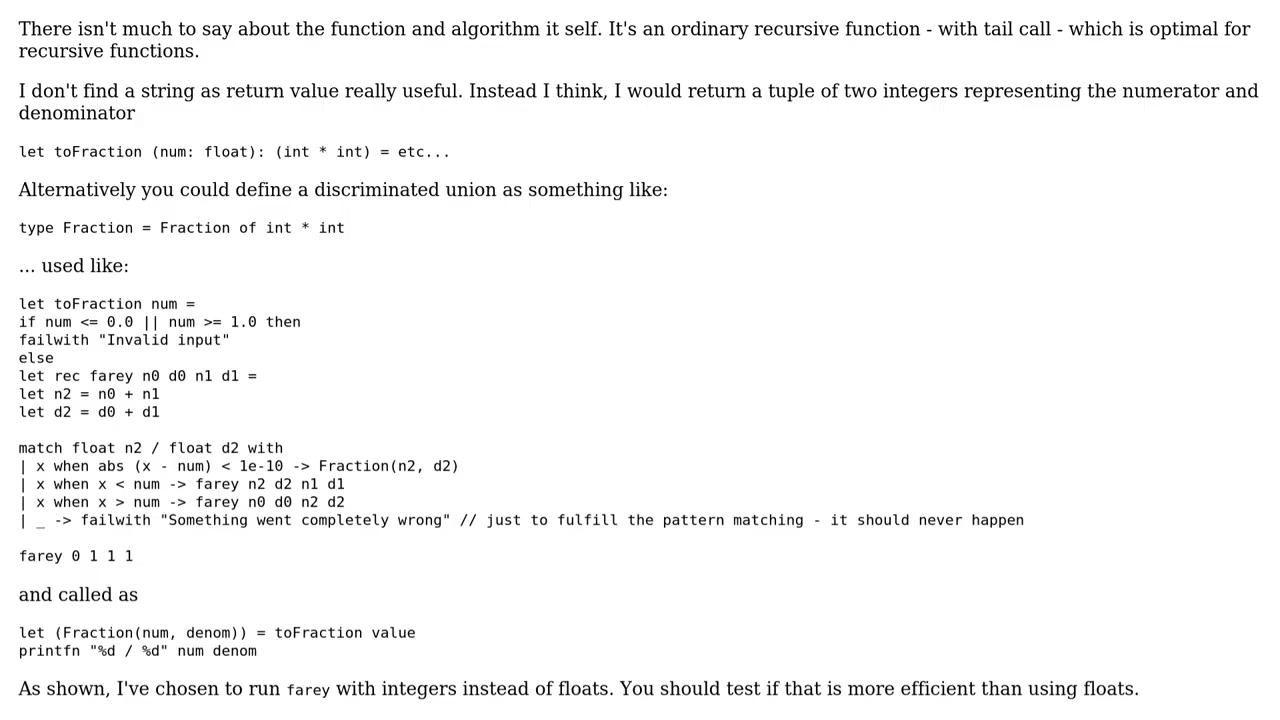 There isn't much to say about the function and algorithm it self. It's an ordinary recursive function - with tail call - which is optimal for
recursive functions.
I don't find a string as return value really useful. Instead I think, I would return a tuple of two integers representing the numerator and
denominator
let toFraction (num: float): (int * int) = etc...
Alternatively you could define a discriminated union as something like:
type Fraction = Fraction of int * int
... used like:
let toFraction num =
if num <= 0.0 || num >= 1.0 then
failwith "Invalid input"
else
let rec farey n0 d0 n1 d1 =
let n2 = n0 + n1
let d2 = d0 + d1
match float n2 / float d2 with
| x when abs (x - num) < 1e-10 -> Fraction(n2, d2)
| x when x < num -> farey n2 d2 n1 d1
| x when x > num -> farey n0 d0 n2 d2
| _ -> failwith "Something went completely wrong" // just to fulfill the pattern matching - it should never happen
farey 0 1 1 1
and called as
let (Fraction(num, denom)) = toFraction value
printfn "%d / %d" num denom
As shown, I've chosen to run farey with integers instead of floats. You should test if that is more efficient than using floats.